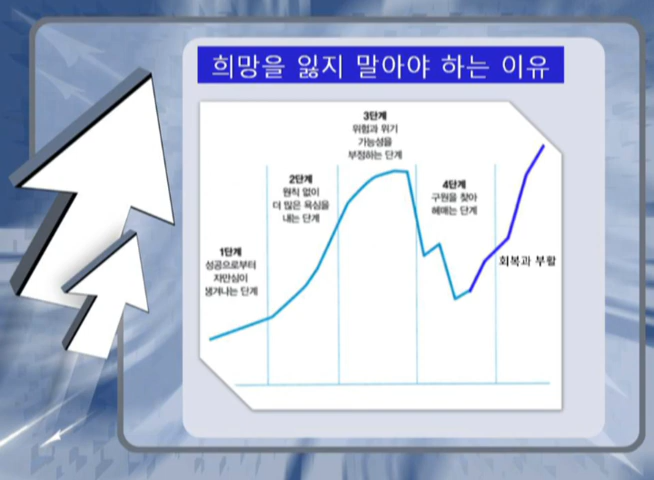 희망을 잃지 말아야 하는 이유
3단계
위험과 위기
가능성을
부정하는 단계
2단계
원칙 없이
더 많은 욕심을
내는 단계
4단계
구원을 찾아
헤매는 단계
1단계
성공으로부터
자만심이
생겨나는 단계
회복과 부활